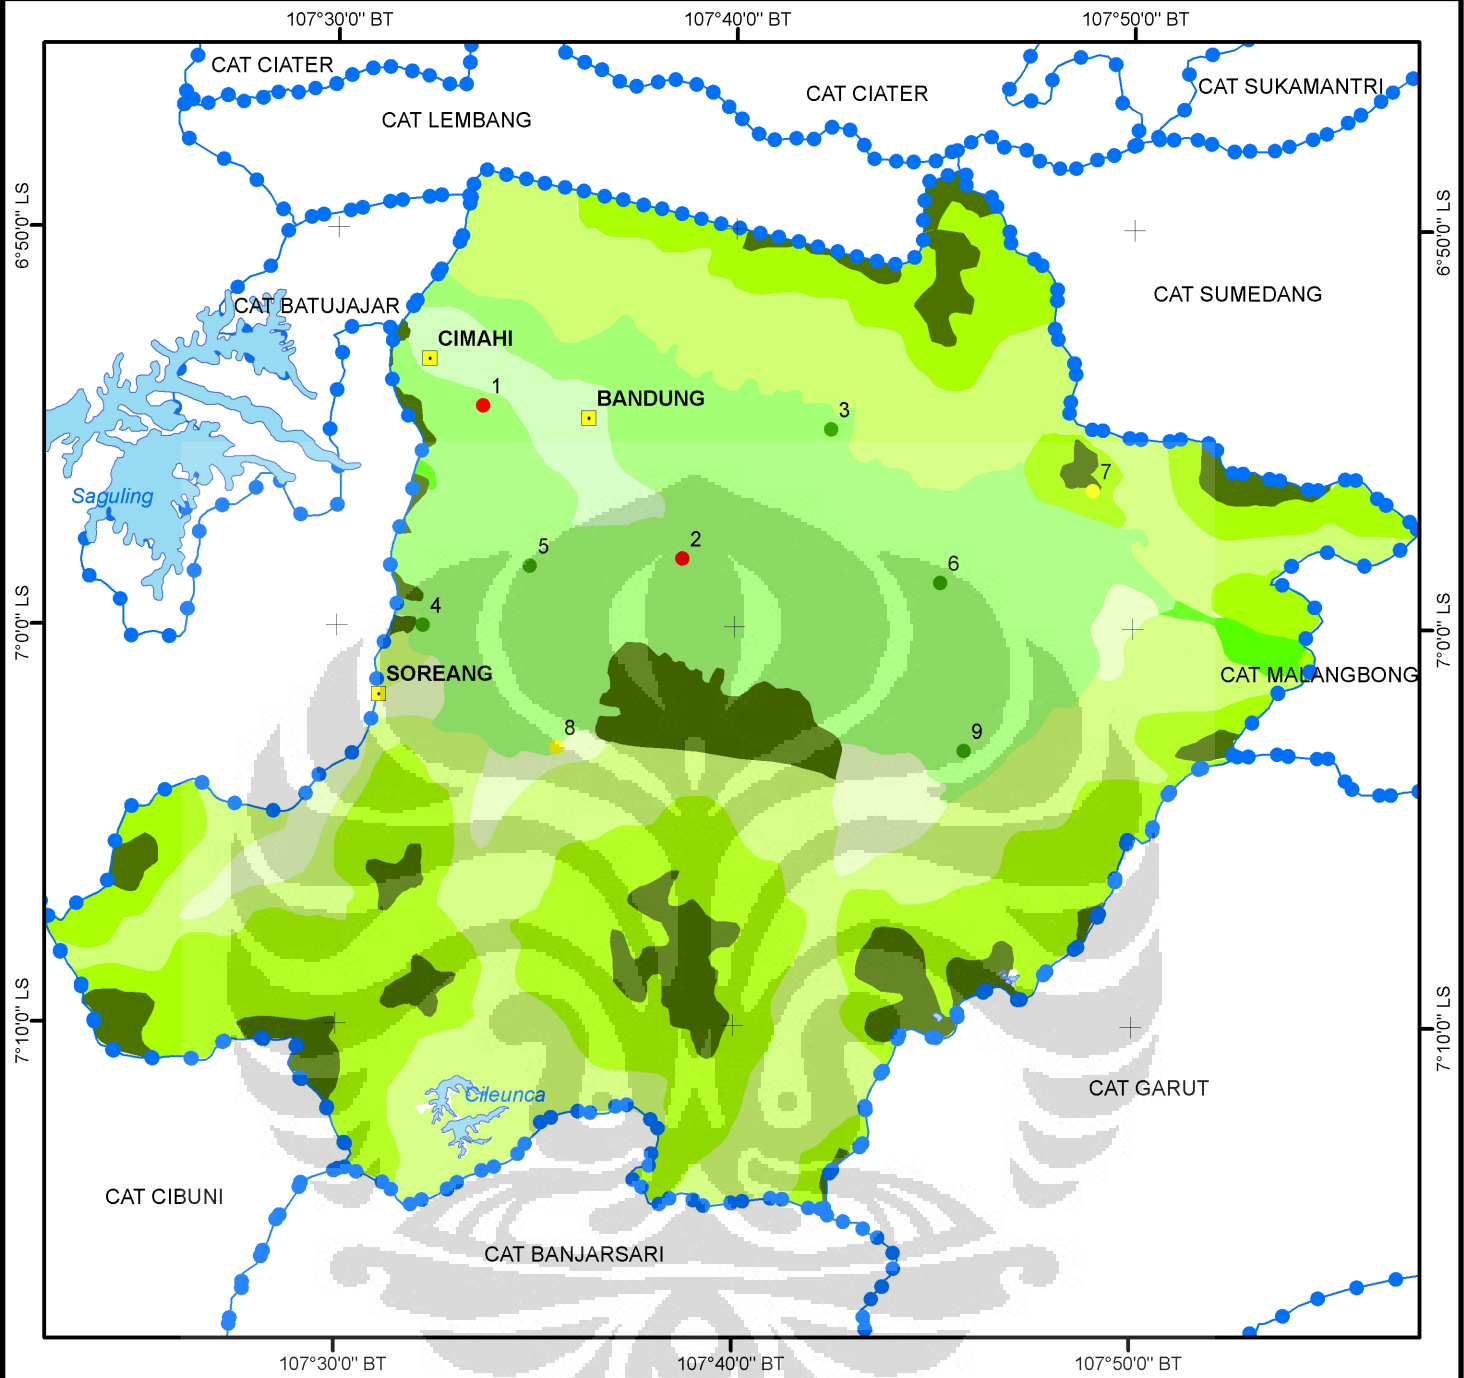 107°30'0" BT
107°40'0" BT
107°50'0" BT
CAT CIATER
CAT CIATER
CAT SUKAMANTRI
CAT LEMBANG
6°50'0" LS
6°50'0" LS
CAT BATUJAJAR
CAT SUMEDANG
CIMAHI
1
BANDUNG
3
7
Saguling
2
5
6
4
7°0'0" LS
7°0'0" LS
SOREANG
CAT MALANGBONG
8
9
7°10'0" LS
7°10'0" LS
Cileunca
CAT GARUT
CAT CIBUNI
CAT BANJARSARI
107°30'0" BT
107°40'0" BT
107°50'0" BT